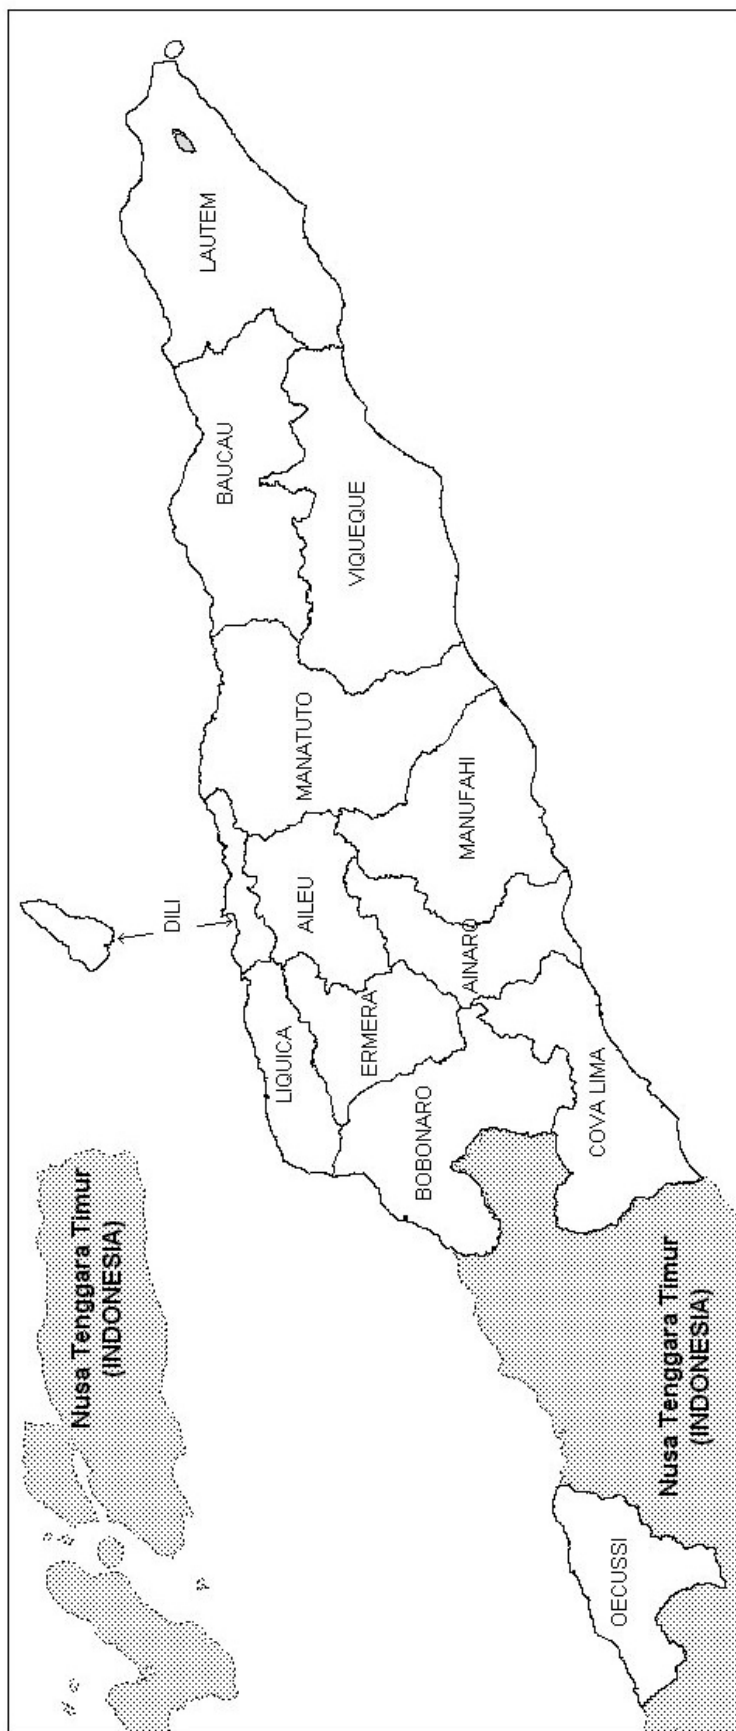 Nusa Tenggara Timur
(INDONESIA)
DILI
LAUTEM
BAUCAU
VIQUEQUE
MANATUTO
MANUFAHI
AILEU
AINARO
LIQUICA
ERMERA
BOBONARO
COVA LIMA
OECUSSI
Nusa Tenggara Timur
(INDONESIA)